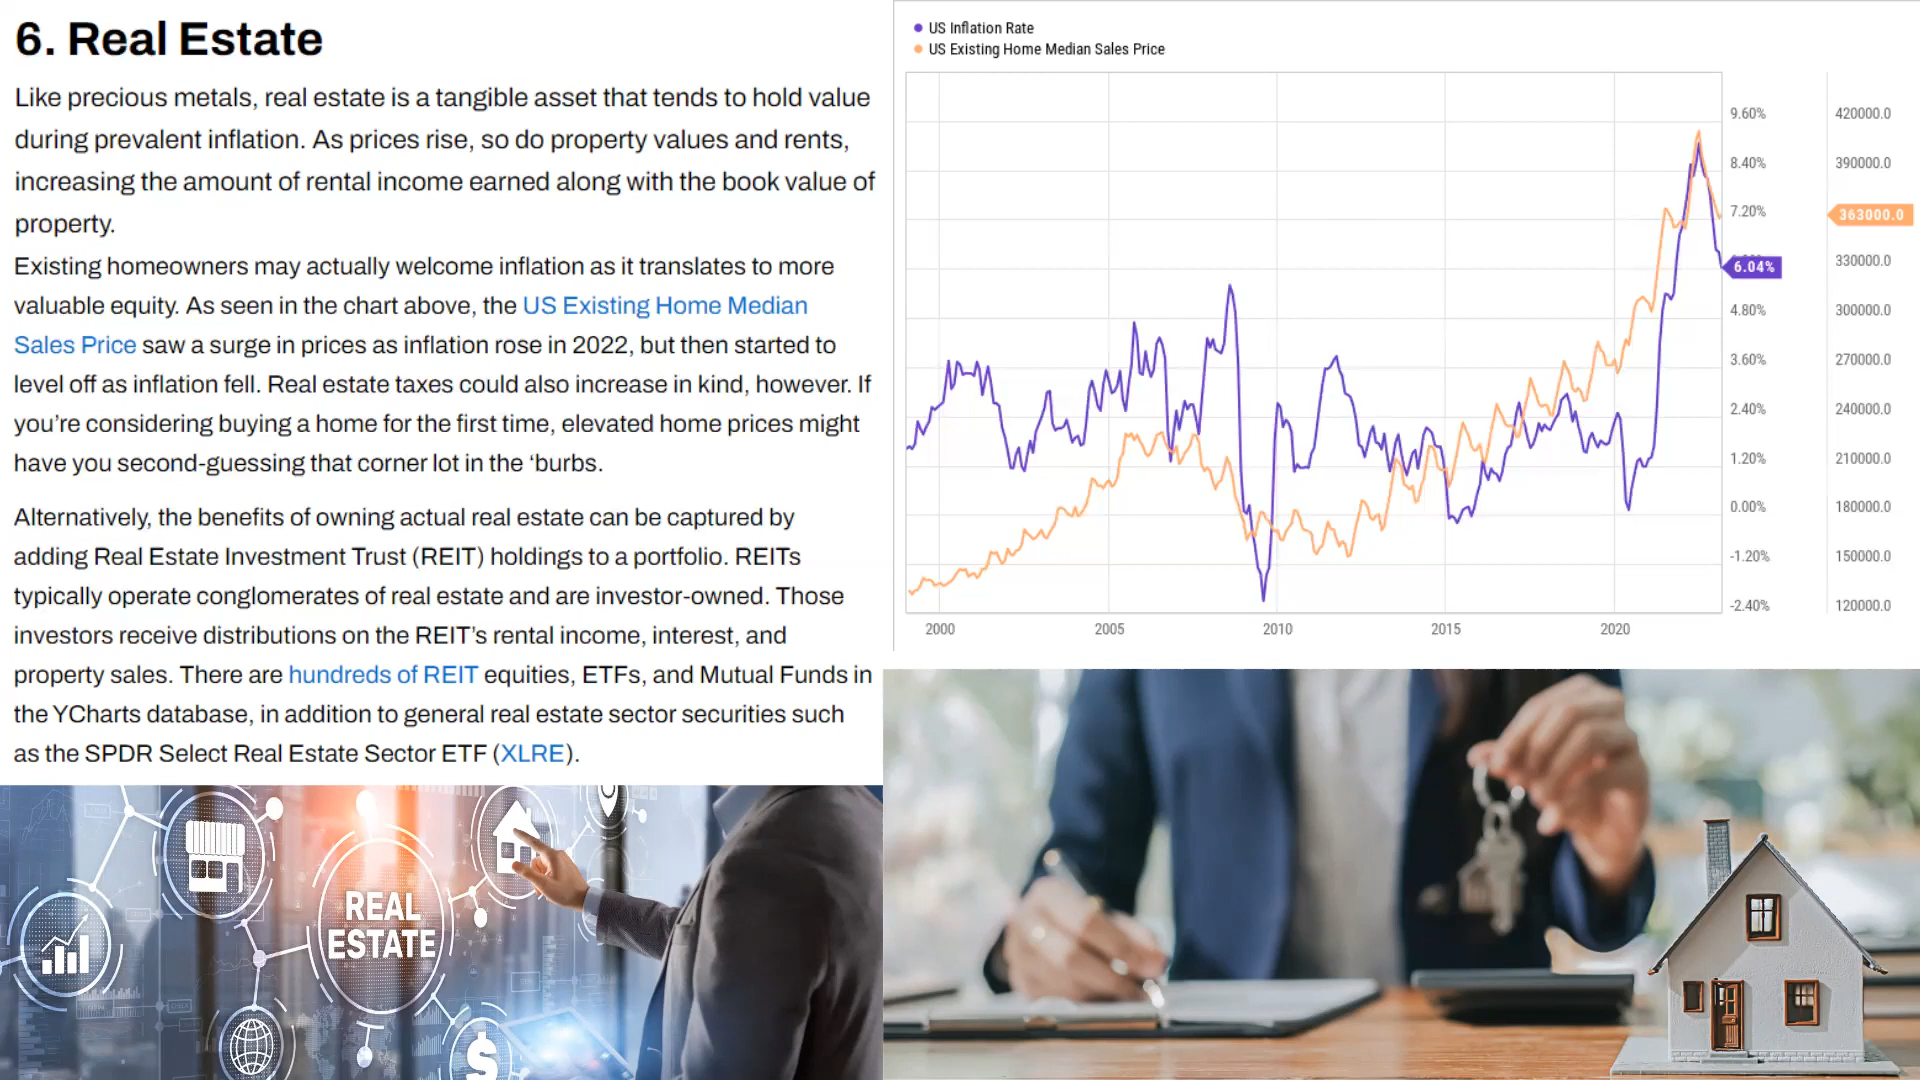 6. Real Estate
Like precious metals, real estate is a tangible asset that tends to hold value
during prevalent inflation. As prices rise, so do property values and rents,
increasing the amount of rental income earned along with the book value of
property.
Existing homeowners may actually welcome inflation as it translates to more
valuable equity. As seen in the chart above, the US Existing Home Median
Sales Price saw a surge in prices as inflation rose in 2022, but then started to
level off as inflation fell. Real estate taxes could also increase in kind, however. If
you’re considering buying a home for the first time, elevated home prices might
have you second-guessing that corner lot in the ‘burbs.
Alternatively, the benefits of owning actual real estate can be captured by
adding Real Estate Investment Trust (REIT) holdings to a portfolio. REITs
typically operate conglomerates of real estate and are investor-owned. Those
investors receive distributions on the REIT’s rental income, interest, and
property sales. There are hundreds of REIT equities, ETFs, and Mutual Funds in
the YCharts database, in addition to general real estate sector securities such
as the SPDR Select Real Estate Sector ETF (XLRE).
US Inflation Rate
US Existing Home Median Sales Price
9.60% 420000.0
8.40% 390000.0
7.20% 363000.0
6.04% 330000.0
4.80% 300000.0
3.60% 270000.0
2.40% 240000.0
1.20% 210000.0
0.00% 180000.0
-1.20% 150000.0
-2.40% 120000.0
2000 2005 2010 2015 2020
REAL
ESTATE
$